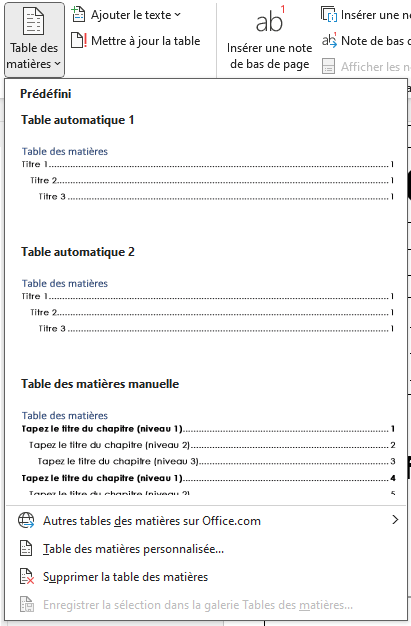 Table des
matières
Ajouter le texte
Mettre à jour la table
ab
1
Insérer une note
de bas de page
Insérer une no
ab
Note de bas d
Afficher les no
Prédéfini
Table automatique 1
Table des matières
Titre 1 1
Titre 2 1
Titre 3 1
Table automatique 2
Table des matières
Titre 1 1
Titre 2 1
Titre 3 1
Table des matières manuelle
Table des matières
Tapez le titre du chapitre (niveau 1) 1
Tapez le titre du chapitre (niveau 2) 2
Tapez le titre du chapitre (niveau 3) 3
Tapez le titre du chapitre (niveau 1) 4
Tapez le titre du chapitre (niveau 2) 5
Autres tables des matières sur Office.com
Table des matières personnalisée...
Supprimer la table des matières
Enregistrer la sélection dans la galerie Tables des matières...